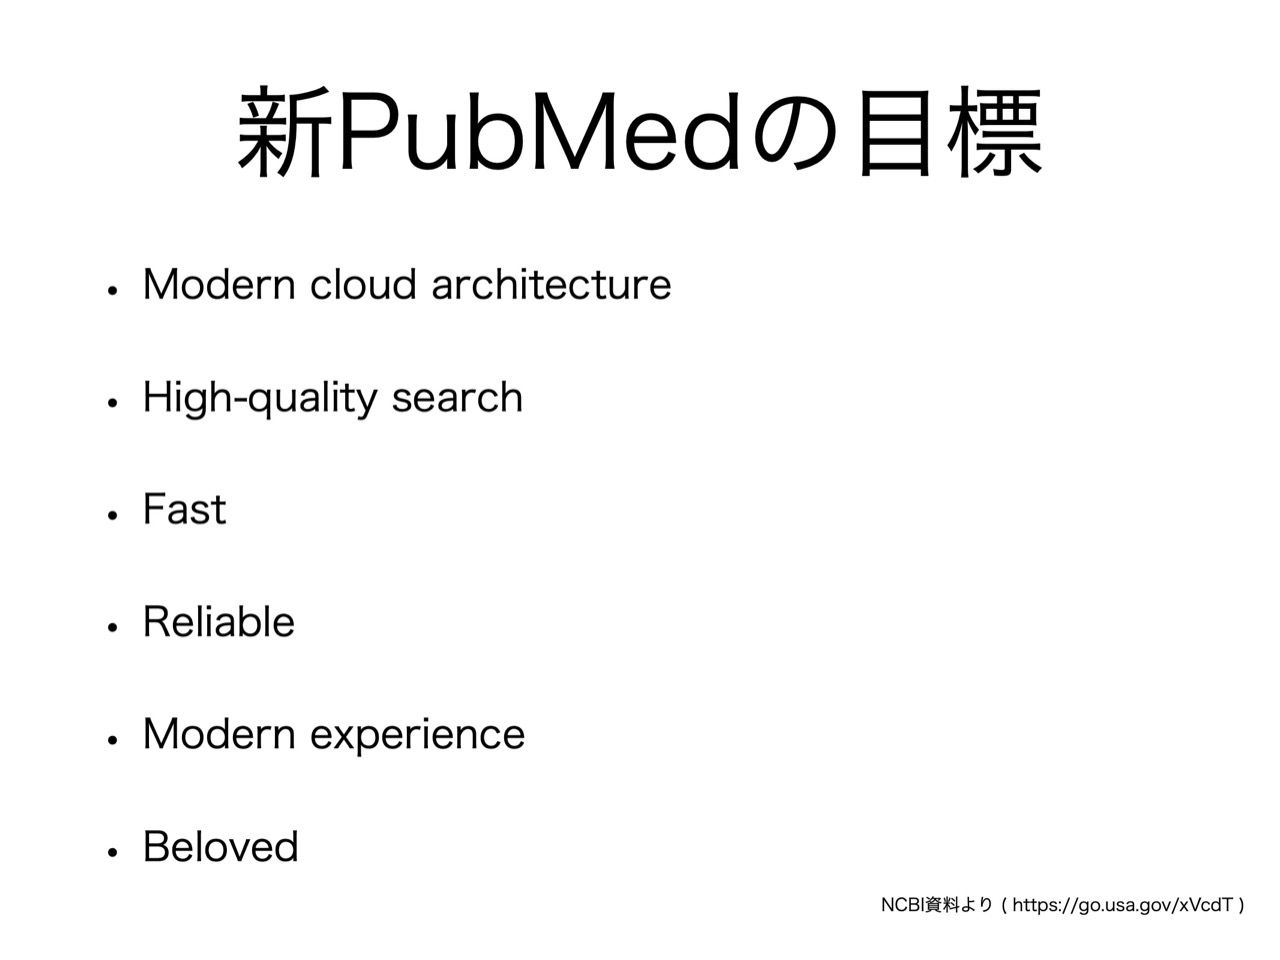 新PubMedの目標
• Modern cloud architecture
• High-quality search
• Fast
• Reliable
• Modern experience
• Beloved
NCBI資料より ( https://go.usa.gov/xVcdT )